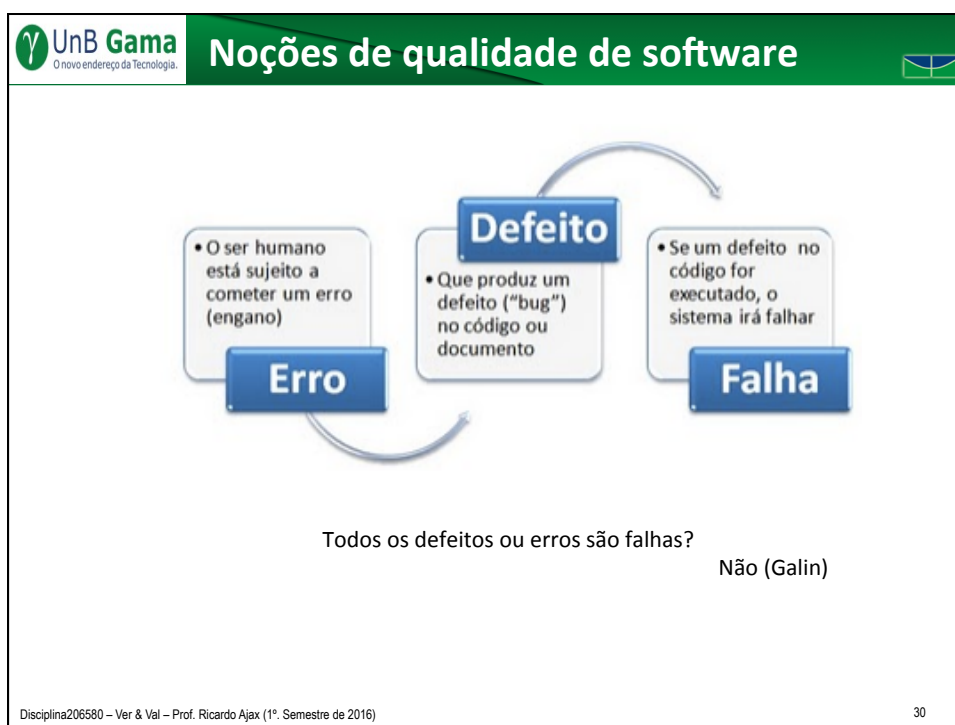 UnB Gama
O novo endereço da Tecnologia.
Noções de qualidade de software
• O ser humano
está sujeito a
cometer um erro
(engano)
Erro
Defeito
• Que produz um
defeito (“bug”)
no código ou
documento
• Se um defeito no
código for
executado, o
sistema irá falhar
Falha
Todos os defeitos ou erros são falhas?
Não (Galin)
Disciplina206580 – Ver & Val – Prof. Ricardo Ajax (1º. Semestre de 2016)
30